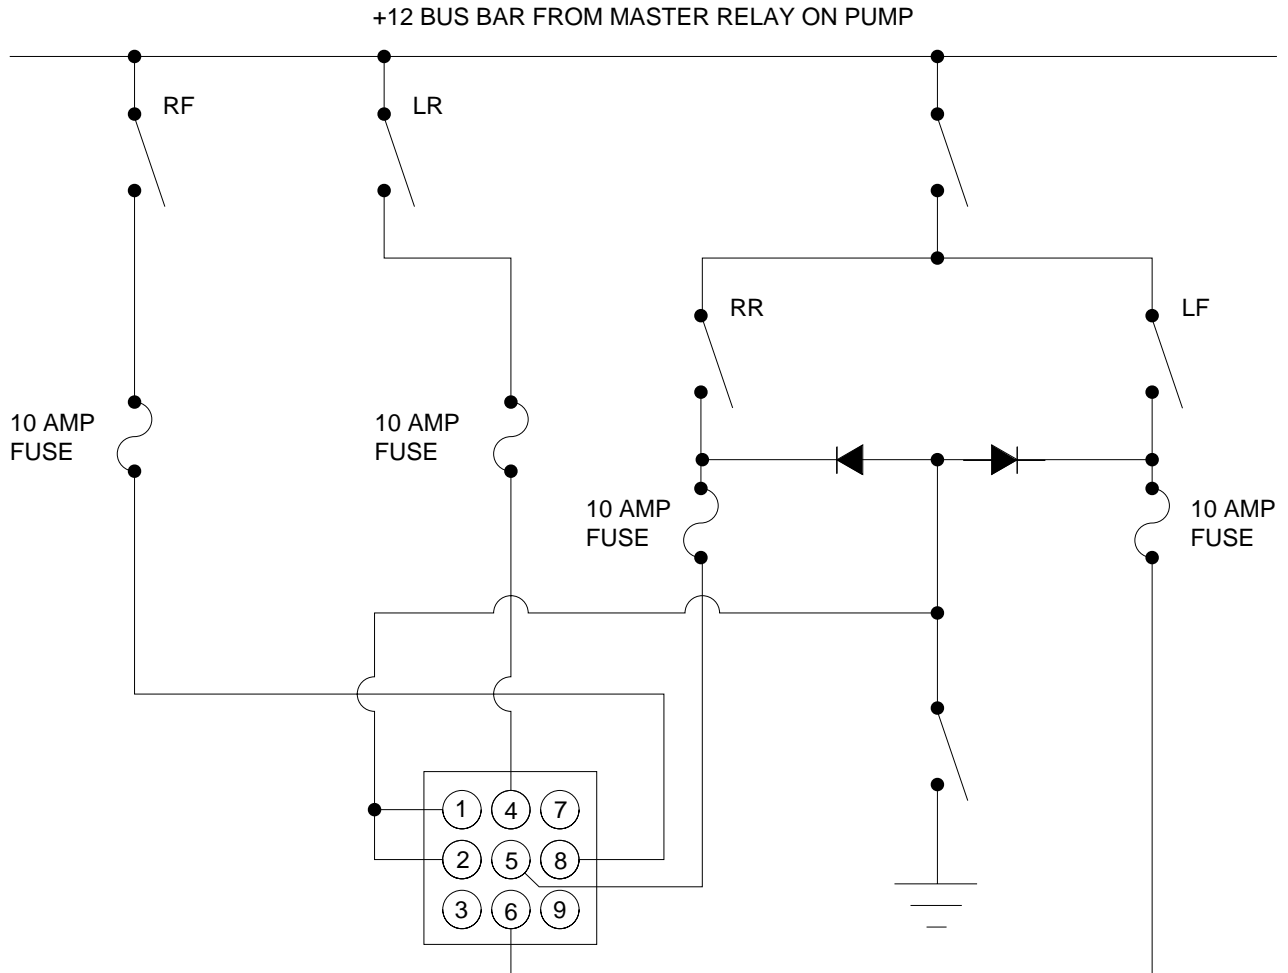 +12 BUS BAR FROM MASTER RELAY ON PUMP
RF
LR
RR
LF
10 AMP
FUSE
10 AMP
FUSE
10 AMP
FUSE
10 AMP
FUSE
1 4 7
2 5 8
3 6 9